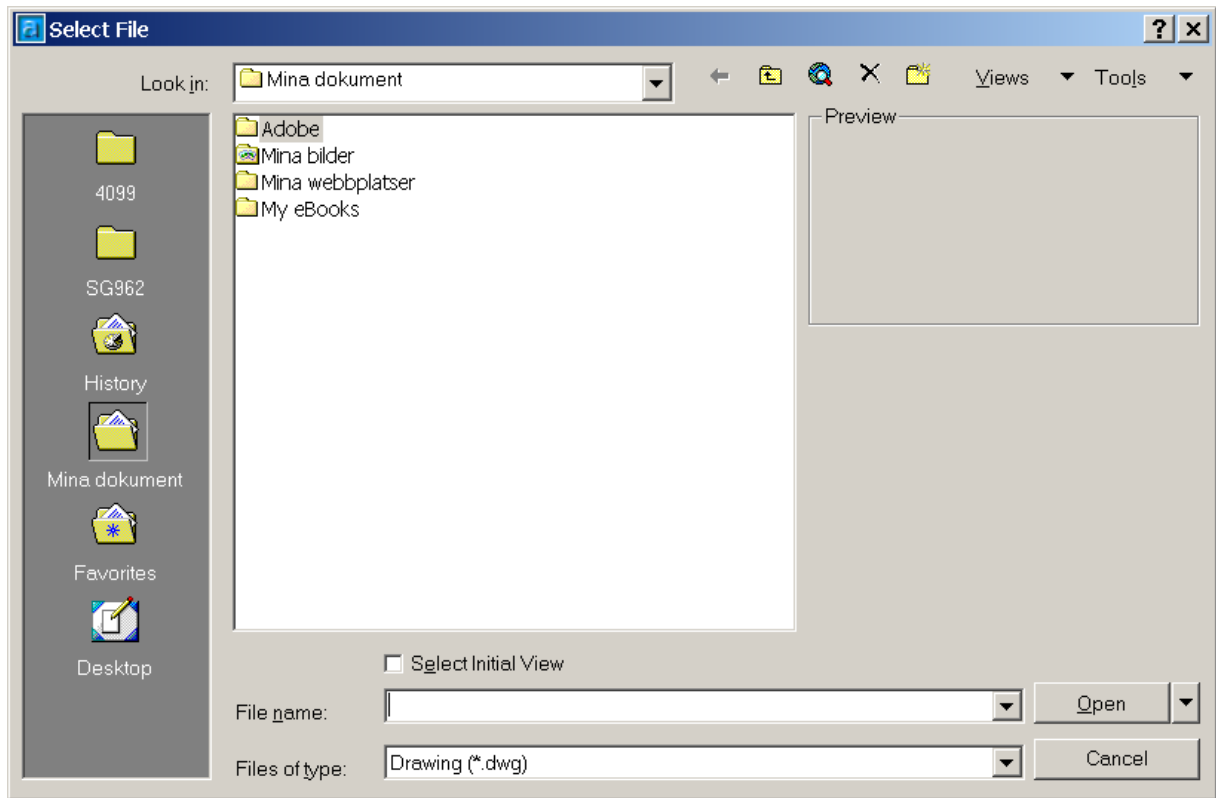 Select File
Look in: Mina dokument Views Tools
Adobe
Mina bilder
Mina webbplatser
My eBooks
Preview
4099
SG962
History
Mina dokument
Favorites
Desktop
Select Initial View
File name: Open
Files of type: Drawing (*.dwg) Cancel